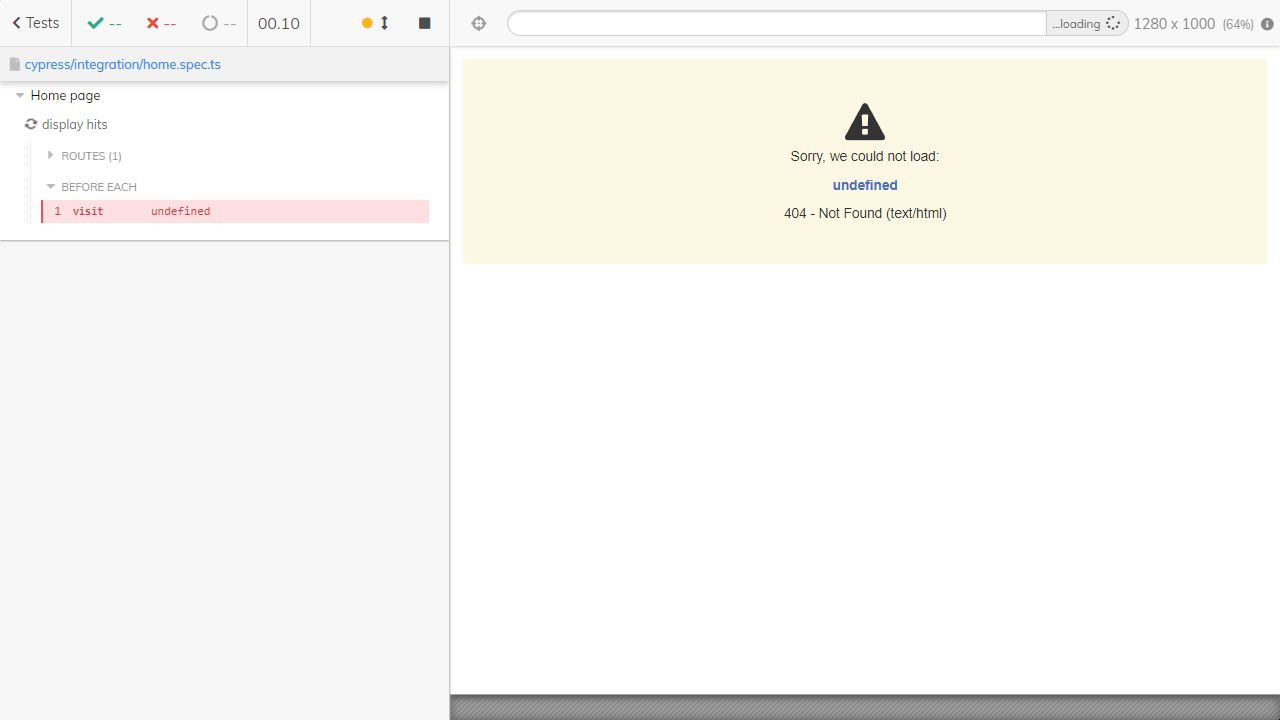 Tests
--
--
--
00.10
...loading
1280 x 1000 (64%)
cypress/integration/home.spec.ts
Home page
display hits
ROUTES (1)
BEFORE EACH
1 visit undefined
Sorry, we could not load:
undefined
404 - Not Found (text/html)